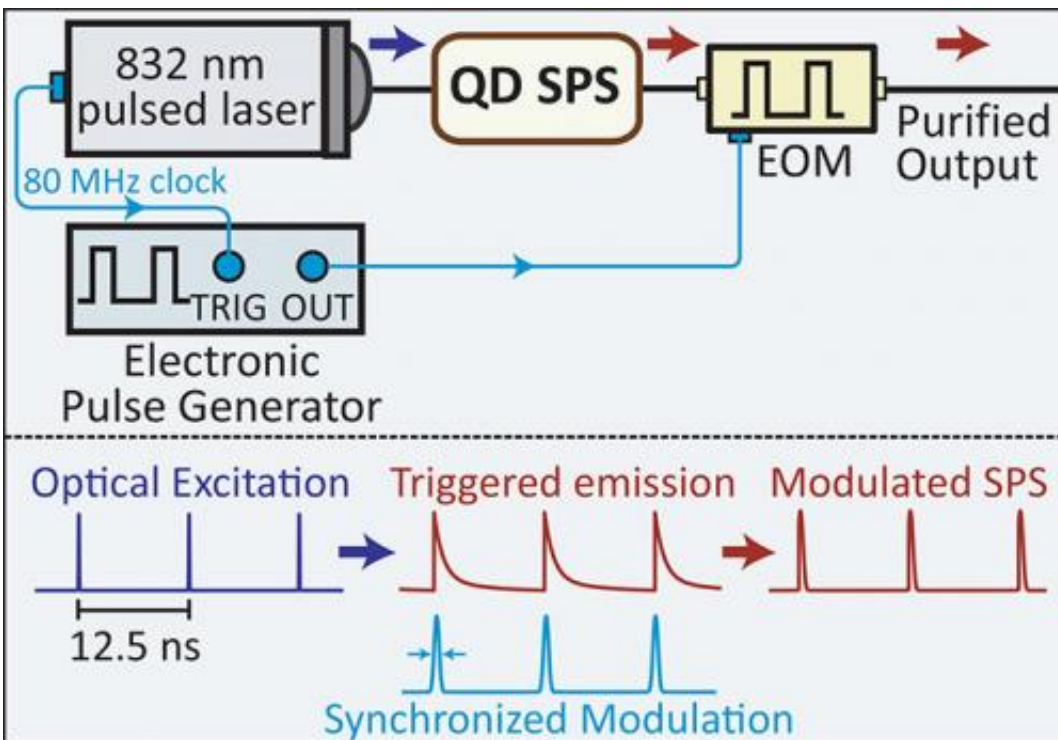 832 nm
pulsed laser
QD SPS
EOM
Purified
Output
80 MHz clock
TRIG OUT
Electronic
Pulse Generator
Optical Excitation
Triggered emission
Modulated SPS
12.5 ns
Synchronized Modulation